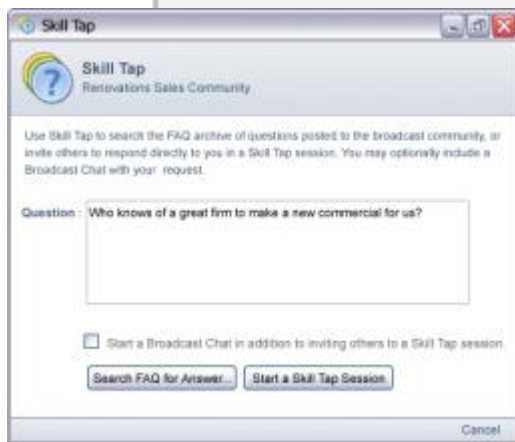 Skill Tap
Skill Tap
Renovations Sales Community
Use Skill Tap to search the FAQ archive of questions posted to the broadcast community, or
invite others to respond directly to you in a Skill Tap session. You may optionally include a
Broadcast Chat with your request.
Question : Who knows of a great firm to make a new commercial for us?
Start a Broadcast Chat in addition to inviting others to a Skill Tap session.
Search FAQ for Answer... Start a Skill Tap Session
Cancel